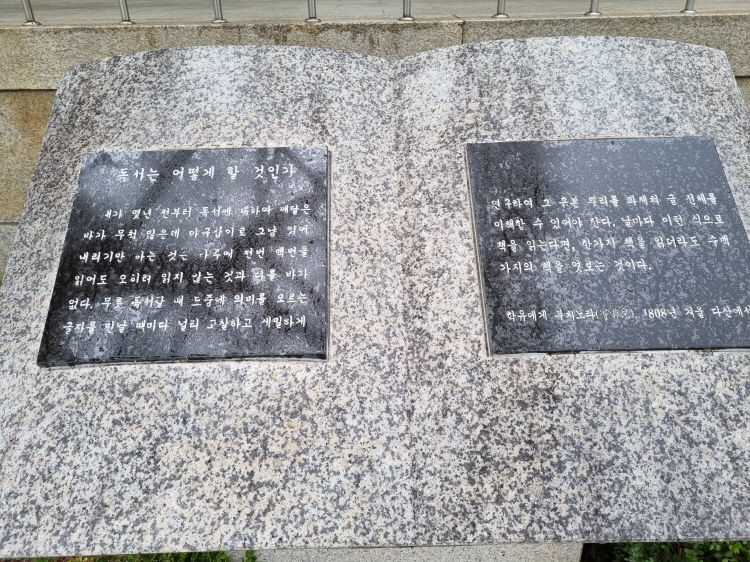 독서는 어떻게 할 것인가
내가 몇년 전부터 독서에 대하여 깨달은
바가 무척 많은데 마구잡이로 그냥 읽어
내리기만 하는 것은 하루에 천번 백번을
읽어도 오히려 읽지 않는 것과 다를 바가
없다. 무릇 독서할 때 도중에 의미를 모르는
글자를 만날 때마다 널리 고찰하고 세밀하게
연구하여 그 근본 뿌리를 파헤쳐 글 전체를
이해할 수 있어야 한다. 날마다 이런 식으로
책을 읽는다면, 한가지 책을 읽더라도 수백
가지의 책을 엿보는 것이다.
학유에게 부치노라(寄游兒), 1808년 겨울 다산에서